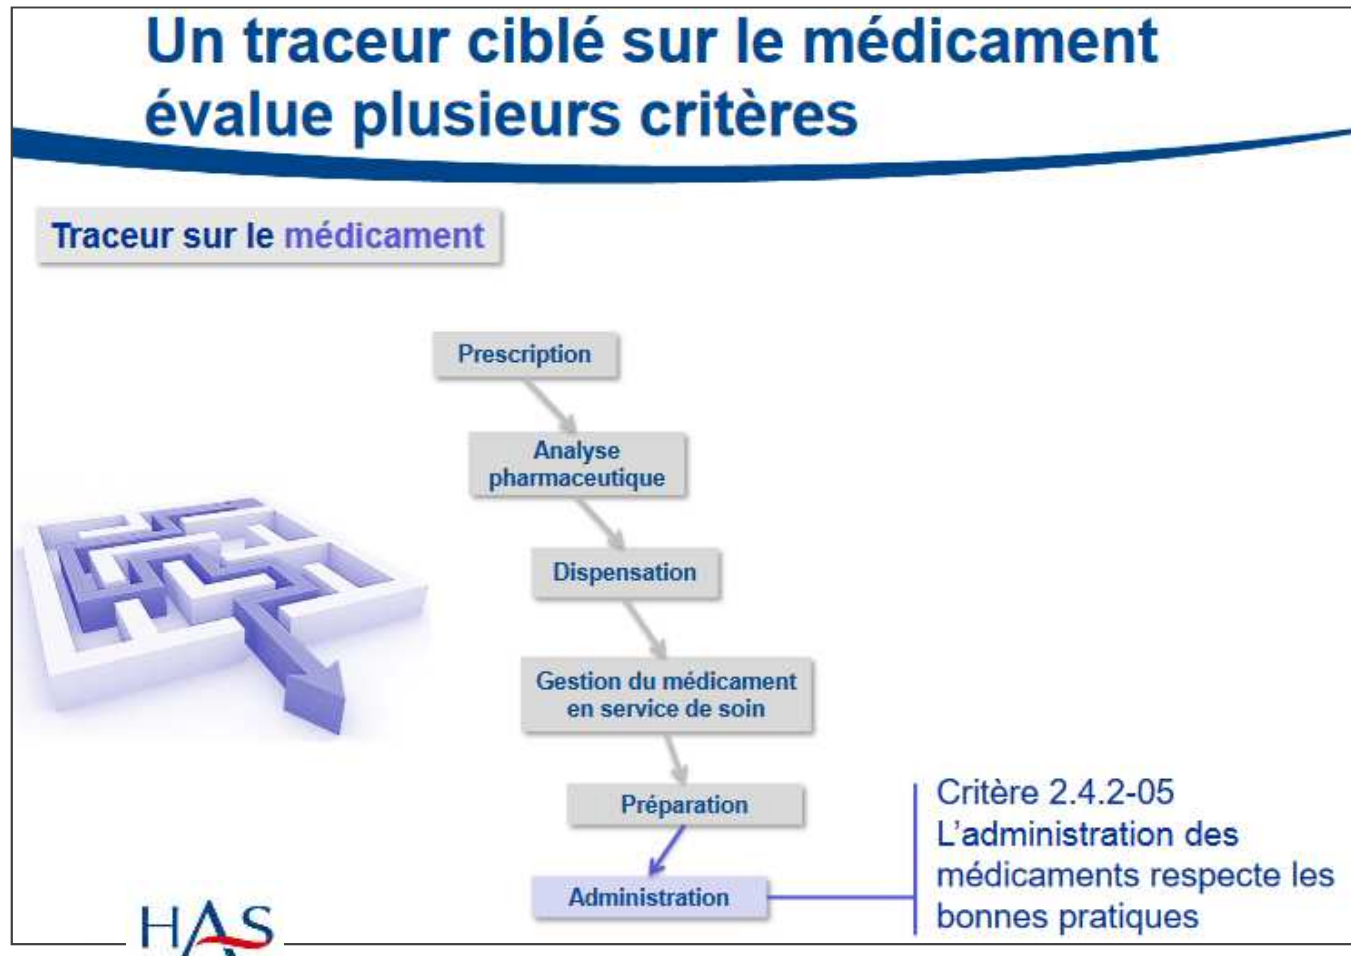 Un traceur ciblé sur le médicament
évalue plusieurs critères
Traceur sur le médicament
Prescription
Analyse
pharmaceutique
Dispensation
Gestion du médicament
en service de soin
Préparation
Administration
Critère 2.4.2-05
L'administration des
médicaments respecte les
bonnes pratiques
HAS